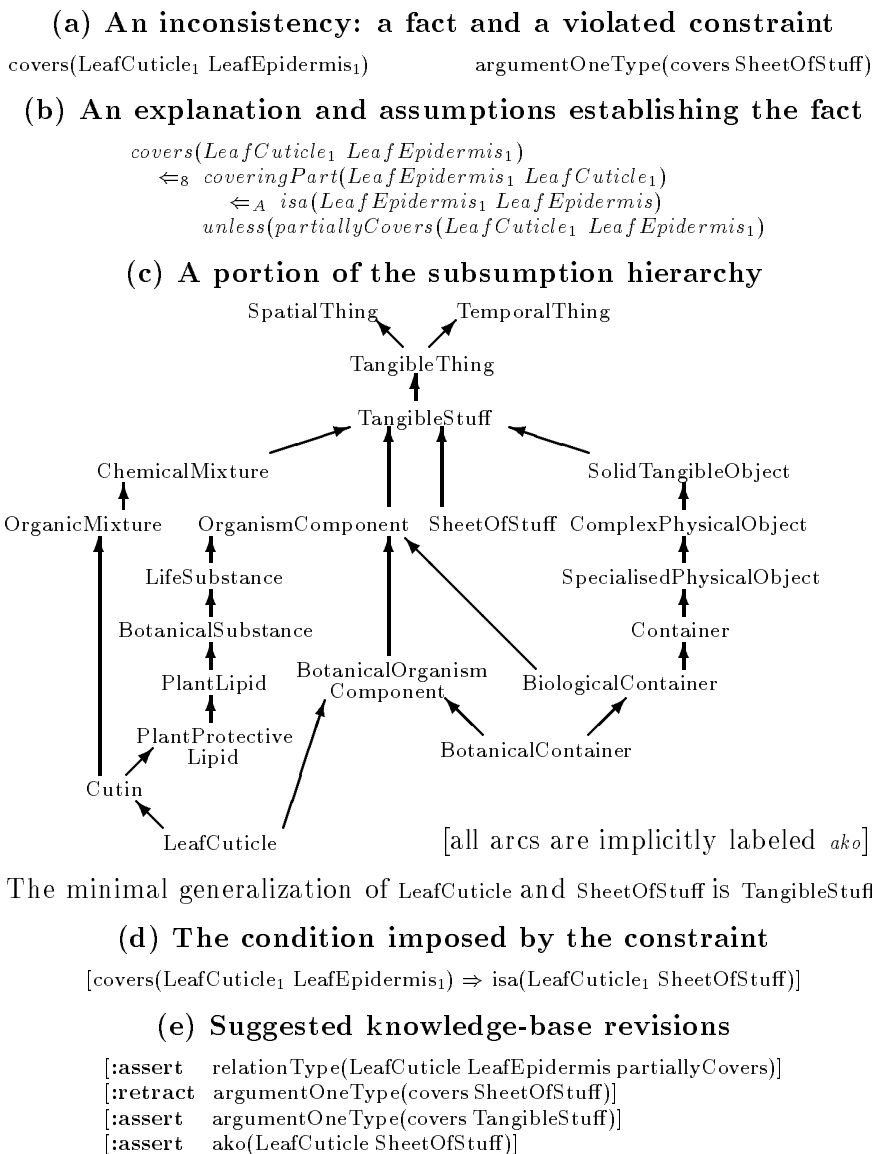 (a) An inconsistency: a fact and a violated constraint
covers(LeafCuticle₁ LeafEpidermis₁) argumentOneType(covers SheetOfStuff)
(b) An explanation and assumptions establishing the fact
covers(LeafCuticle₁ LeafEpidermis₁)
⇐₈ coveringPart(LeafEpidermis₁ LeafCuticle₁)
⇐A isa(LeafEpidermis₁ LeafEpidermis)
unless(partiallyCovers(LeafCuticle₁ LeafEpidermis₁)
(c) A portion of the subsumption hierarchy
SpatialThing TemporalThing
TangibleThing
TangibleStuff
ChemicalMixture SolidTangibleObject
OrganicMixture OrganismComponent SheetOfStuff ComplexPhysicalObject
LifeSubstance SpecialisedPhysicalObject
BotanicalSubstance Container
PlantLipid BotanicalOrganism Component BiologicalContainer
PlantProtective Lipid BotanicalContainer
Cutin
LeafCuticle [all arcs are implicitly labeled ako]
The minimal generalization of LeafCuticle and SheetOfStuff is TangibleStuff
(d) The condition imposed by the constraint
[covers(LeafCuticle₁ LeafEpidermis₁) ⇒ isa(LeafCuticle₁ SheetOfStuff)]
(e) Suggested knowledge-base revisions
[:assert relationType(LeafCuticle LeafEpidermis partiallyCovers)]
[:retract argumentOneType(covers SheetOfStuff)]
[:assert argumentOneType(covers TangibleStuff)]
[:assert ako(LeafCuticle SheetOfStuff)]